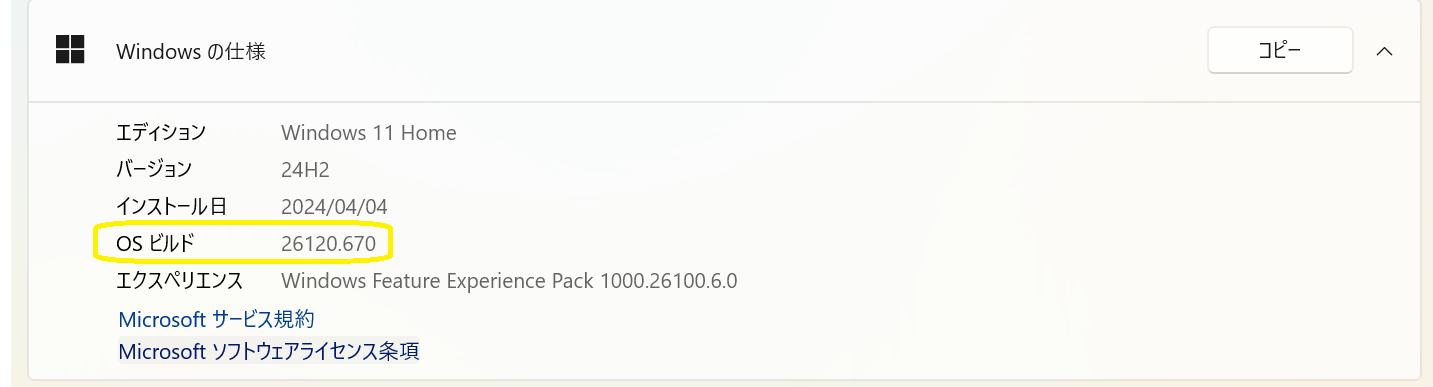 Windows の仕様
コピー
エディション Windows 11 Home
バージョン 24H2
インストール日 2024/04/04
OS ビルド 26120.670
エクスペリエンス Windows Feature Experience Pack 1000.26100.6.0
Microsoft サービス規約
Microsoft ソフトウェアライセンス条項